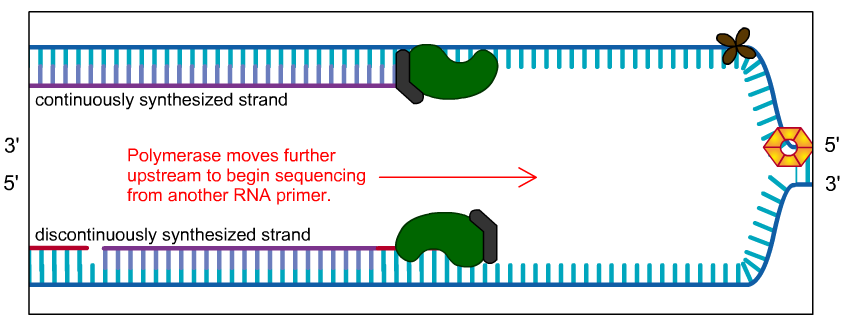 continuously synthesized strand
3'
5'
Polymerase moves further
upstream to begin sequencing
from another RNA primer.
5'
3'
discontinuously synthesized strand